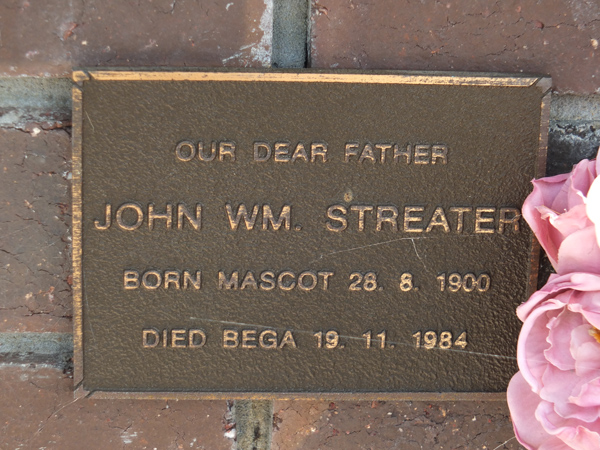 OUR DEAR FATHER
JOHN WM. STREATER
BORN MASCOT 28. 8. 1900
DIED BEGA 19. 11. 1984